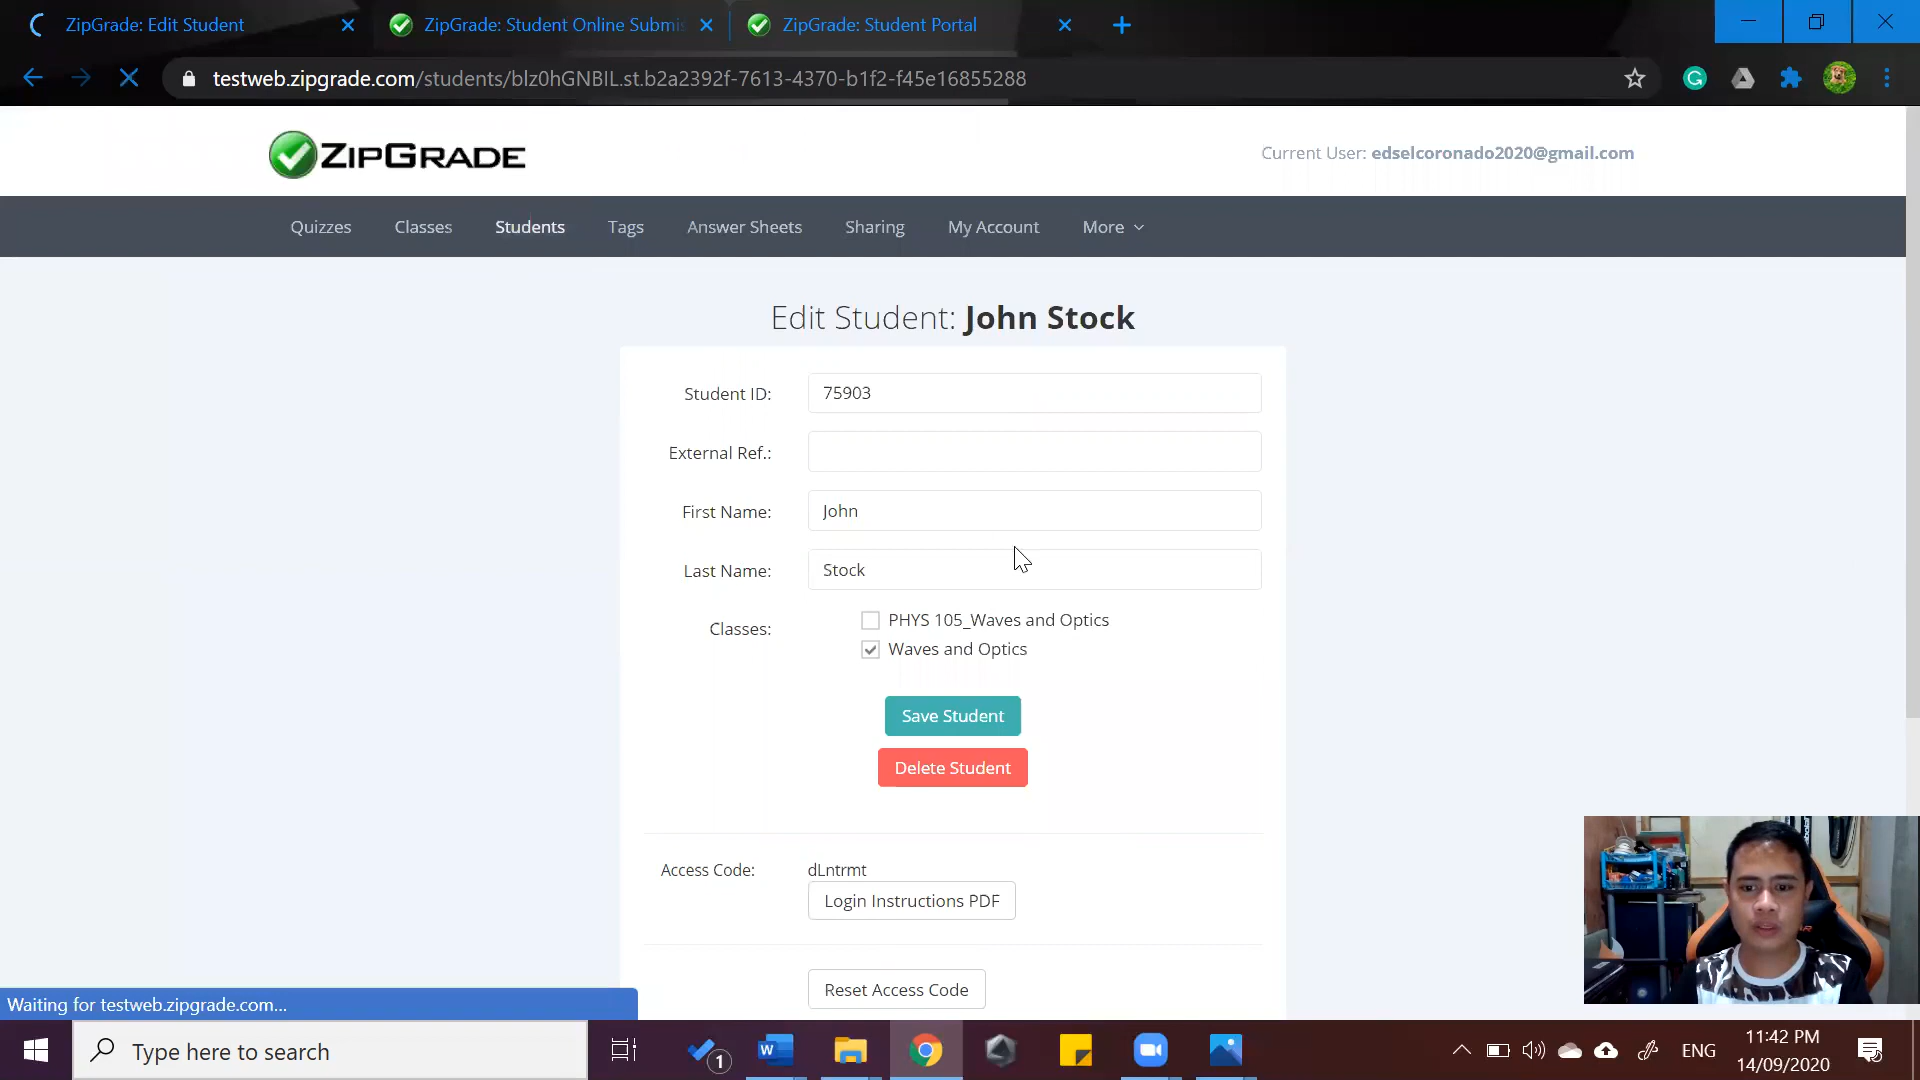 ZipGrade: Edit Student
ZipGrade: Student Online Submis
ZipGrade: Student Portal
testweb.zipgrade.com/students/blz0hGNBlL.st.b2a2392f-7613-4370-b1f2-f45e16855288
ZIPGRADE
Current User: edselcoronado2020@gmail.com
Quizzes Classes Students Tags Answer Sheets Sharing My Account More
Edit Student: John Stock
Student ID: 75903
External Ref.:
First Name: John
Last Name: Stock
Classes: PHYS 105_Waves and Optics
Waves and Optics
Save Student
Delete Student
Access Code: dLntrmt
Login Instructions PDF
Reset Access Code
Waiting for testweb.zipgrade.com...
Type here to search
1
ENG
11:42 PM
14/09/2020